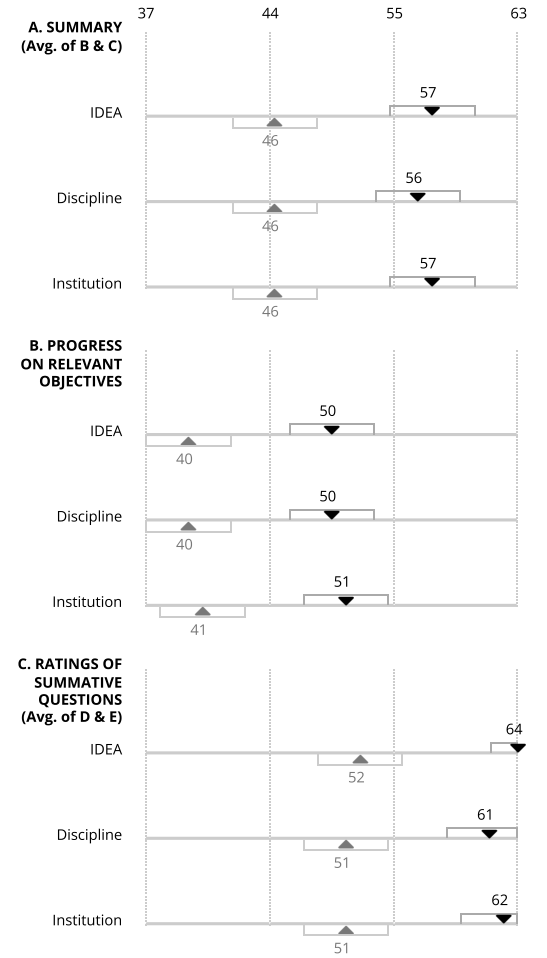 37 44 55 63
A. SUMMARY
(Avg. of B & C)
57
IDEA
46
56
Discipline
46
57
Institution
46
B. PROGRESS
ON RELEVANT
OBJECTIVES
50
IDEA
40
50
Discipline
40
51
Institution
41
C. RATINGS OF
SUMMATIVE
QUESTIONS
(Avg. of D & E)
64
IDEA
52
61
Discipline
51
62
Institution
51